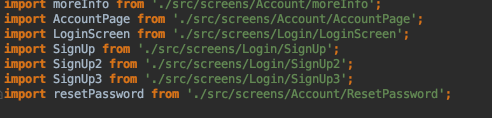 import moreInfo from './src/screens/Account/moreInfo';
import AccountPage from './src/screens/Account/AccountPage';
import LoginScreen from './src/screens/Login/LoginScreen';
import SignUp from './src/screens/Login/SignUp';
import SignUp2 from './src/screens/Login/SignUp2';
import SignUp3 from './src/screens/Login/SignUp3';
import resetPassword from './src/screens/Account/ResetPassword';